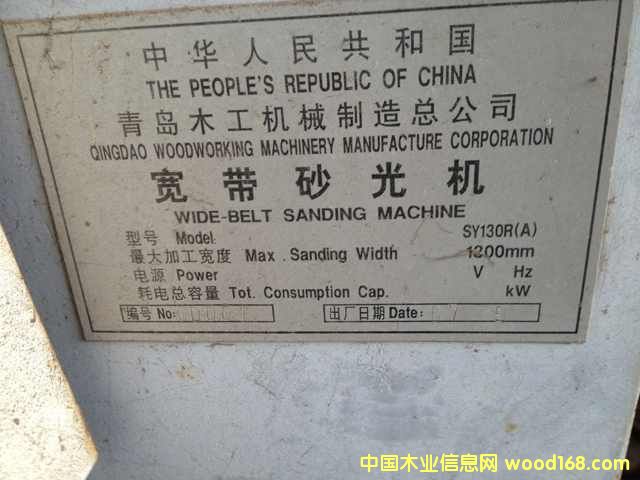 中华人民共和国
THE PEOPLE'S REPUBLIC OF CHINA
青岛木工机械制造总公司
QINGDAO WOODWORKING MACHINERY MANUFACTURE CORPORATION
宽带砂光机
WIDE-BELT SANDING MACHINE
型号 Model: SY130R(A)
最大加工宽度 Max. Sanding Width 1300mm
电源 Power V Hz
耗电总容量 Tot. Consumption Cap. kW
编号 No: 出厂日期 Date:
中国木业信息网 wood168.com